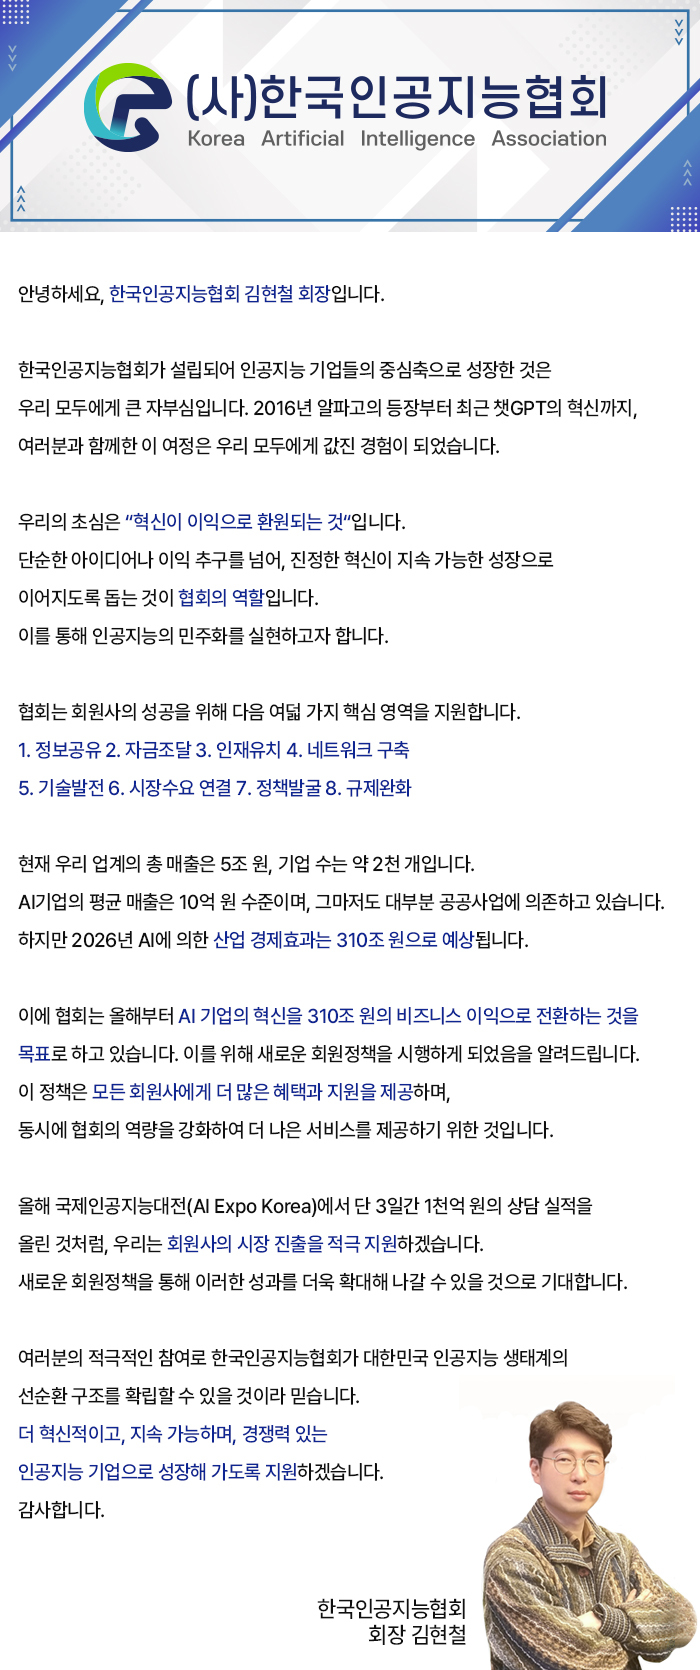 (사)한국인공지능협회
Korea Artificial Intelligence Association
안녕하세요, 한국인공지능협회 김현철 회장입니다.
한국인공지능협회가 설립되어 인공지능 기업들의 중심축으로 성장한 것은
우리 모두에게 큰 자부심입니다. 2016년 알파고의 등장부터 최근 챗GPT의 혁신까지,
여러분과 함께한 이 여정은 우리 모두에게 값진 경험이 되었습니다.
우리의 초심은 “혁신이 이익으로 환원되는 것“입니다.
단순한 아이디어나 이익 추구를 넘어, 진정한 혁신이 지속 가능한 성장으로
이어지도록 돕는 것이 협회의 역할입니다.
이를 통해 인공지능의 민주화를 실현하고자 합니다.
협회는 회원사의 성공을 위해 다음 여덟 가지 핵심 영역을 지원합니다.
1. 정보공유 2. 자금조달 3. 인재유치 4. 네트워크 구축
5. 기술발전 6. 시장수요 연결 7. 정책발굴 8. 규제완화
현재 우리 업계의 총 매출은 5조 원, 기업 수는 약 2천 개입니다.
AI기업의 평균 매출은 10억 원 수준이며, 그마저도 대부분 공공사업에 의존하고 있습니다.
하지만 2026년 AI에 의한 산업 경제효과는 310조 원으로 예상됩니다.
이에 협회는 올해부터 AI 기업의 혁신을 310조 원의 비즈니스 이익으로 전환하는 것을
목표로 하고 있습니다. 이를 위해 새로운 회원정책을 시행하게 되었음을 알려드립니다.
이 정책은 모든 회원사에게 더 많은 혜택과 지원을 제공하며,
동시에 협회의 역량을 강화하여 더 나은 서비스를 제공하기 위한 것입니다.
올해 국제인공지능대전(AI Expo Korea)에서 단 3일간 1천억 원의 상담 실적을
올린 것처럼, 우리는 회원사의 시장 진출을 적극 지원하겠습니다.
새로운 회원정책을 통해 이러한 성과를 더욱 확대해 나갈 수 있을 것으로 기대합니다.
여러분의 적극적인 참여로 한국인공지능협회가 대한민국 인공지능 생태계의
선순환 구조를 확립할 수 있을 것이라 믿습니다.
더 혁신적이고, 지속 가능하며, 경쟁력 있는
인공지능 기업으로 성장해 가도록 지원하겠습니다.
감사합니다.
한국인공지능협회
회장 김현철